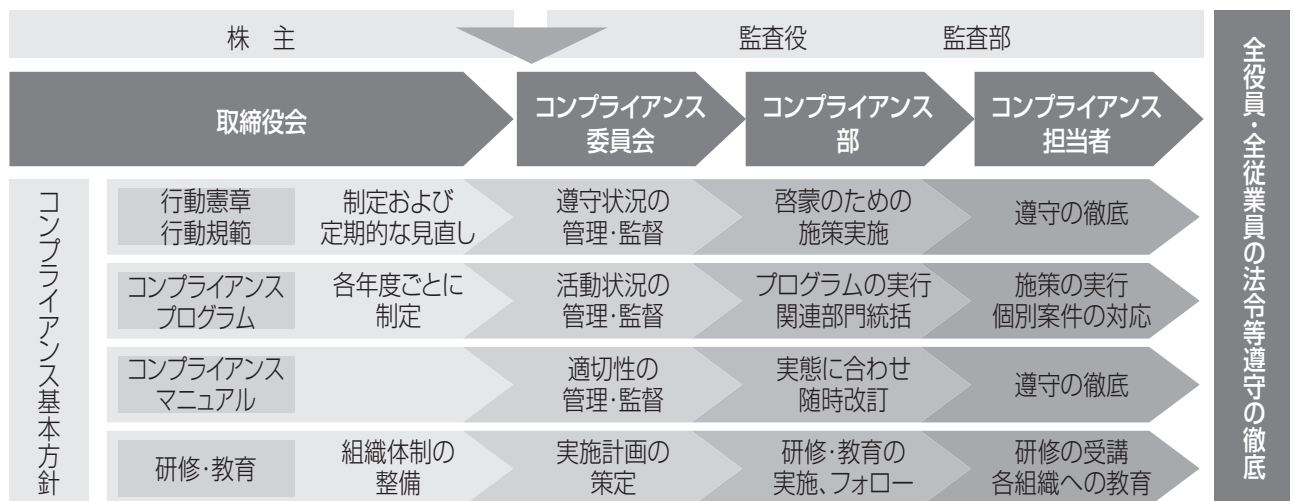 株 主
監査役
監査部
取締役会
コンプライアンス
委員会
コンプライアンス
部
コンプライアンス
担当者
コンプライアンス基本方針
行動憲章
行動規範
制定および
定期的な見直し
遵守状況の
管理・監督
啓蒙のための
施策実施
遵守の徹底
コンプライアンス
プログラム
各年度ごとに
制定
活動状況の
管理・監督
プログラムの実行
関連部門統括
施策の実行
個別案件の対応
コンプライアンス
マニュアル
適切性の
管理・監督
実態に合わせ
随時改訂
遵守の徹底
研修・教育
組織体制の
整備
実施計画の
策定
研修・教育の
実施、フォロー
研修の受講
各組織への教育
全役員・全従業員の法令等遵守の徹底